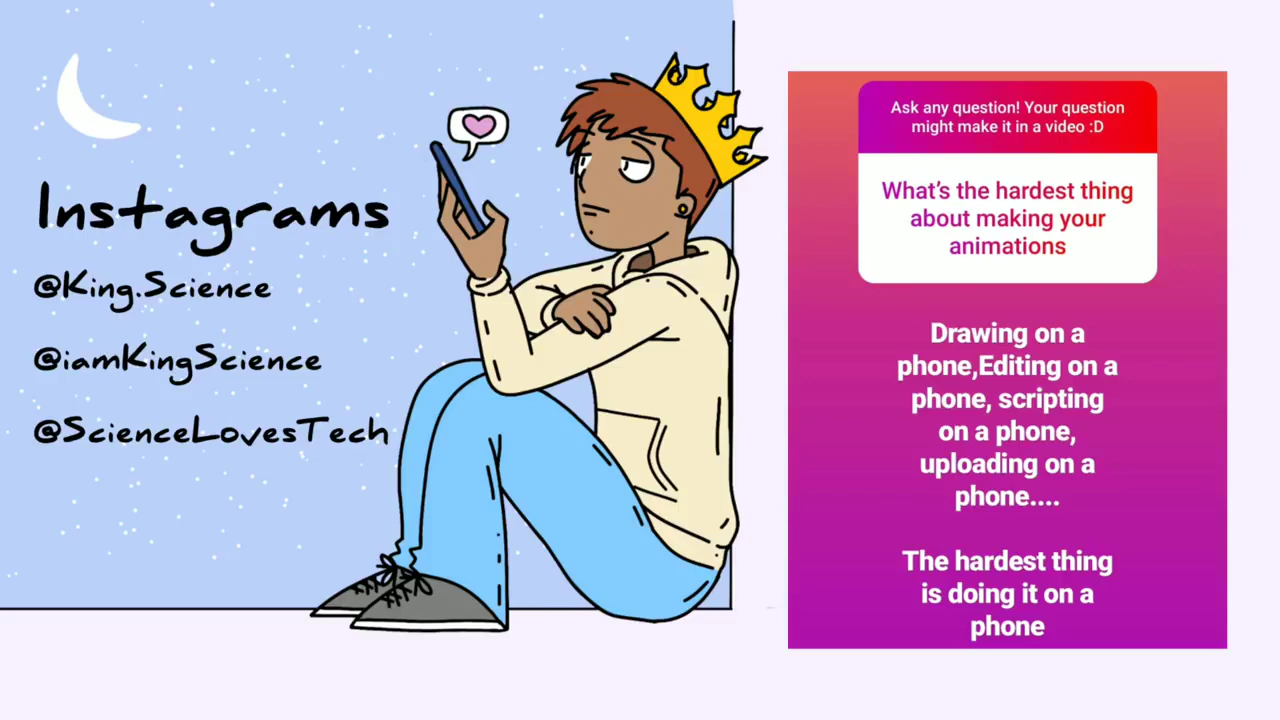 Instagrams
@King.Science
@iamKingScience
@ScienceLovesTech
Ask any question! Your question
might make it in a video :D
What's the hardest thing
about making your
animations
Drawing on a
phone,Editing on a
phone, scripting
on a phone,
uploading on a
phone....
The hardest thing
is doing it on a
phone